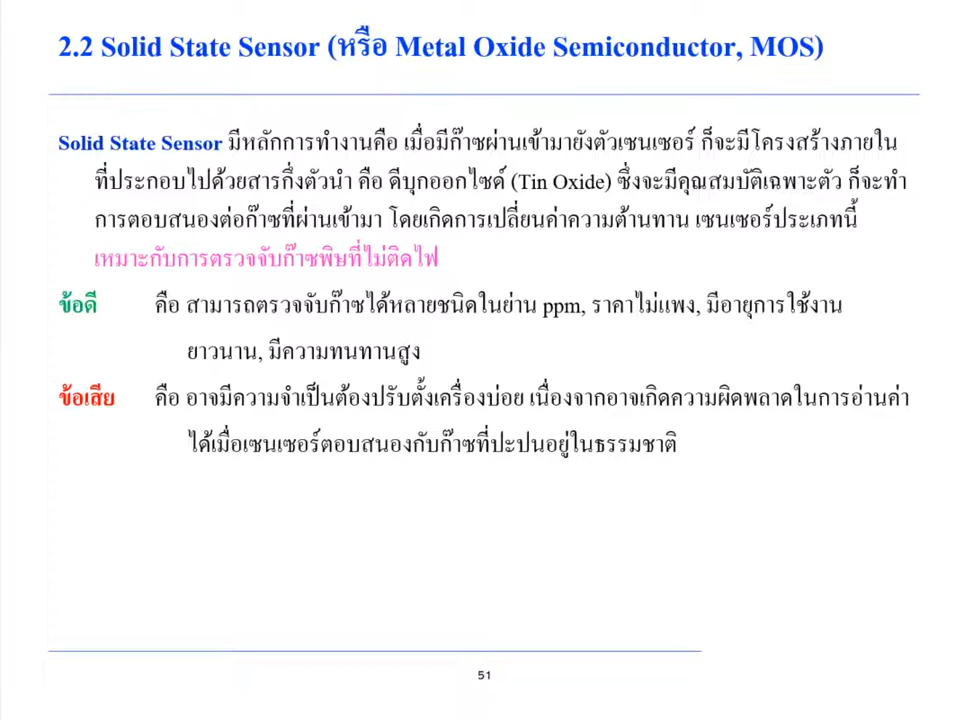 2.2 Solid State Sensor (หรือ Metal Oxide Semiconductor, MOS)
Solid State Sensor มีหลักการทำงานคือ เมื่อมีก๊าซผ่านเข้ามายังตัวเซนเซอร์ ก็จะมีโครงสร้างภายใน
ที่ประกอบไปด้วยสารกึ่งตัวนำ คือ ดีบุกออกไซด์ (Tin Oxide) ซึ่งจะมีคุณสมบัติเฉพาะตัว ก็จะทำ
การตอบสนองต่อก๊าซที่ผ่านเข้ามา โดยเกิดการเปลี่ยนค่าความต้านทาน เซนเซอร์ประเภทนี้
เหมาะกับการตรวจจับก๊าซพิษที่ไม่ติดไฟ
ข้อดี คือ สามารถตรวจจับก๊าซได้หลายชนิดในย่าน ppm, ราคาไม่แพง, มีอายุการใช้งาน
ยาวนาน, มีความทนทานสูง
ข้อเสีย คือ อาจมีความจำเป็นต้องปรับตั้งเครื่องบ่อย เนื่องจากอาจเกิดความผิดพลาดในการอ่านค่า
ได้เมื่อเซนเซอร์ตอบสนองกับก๊าซที่ปะปนอยู่ในธรรมชาติ
51